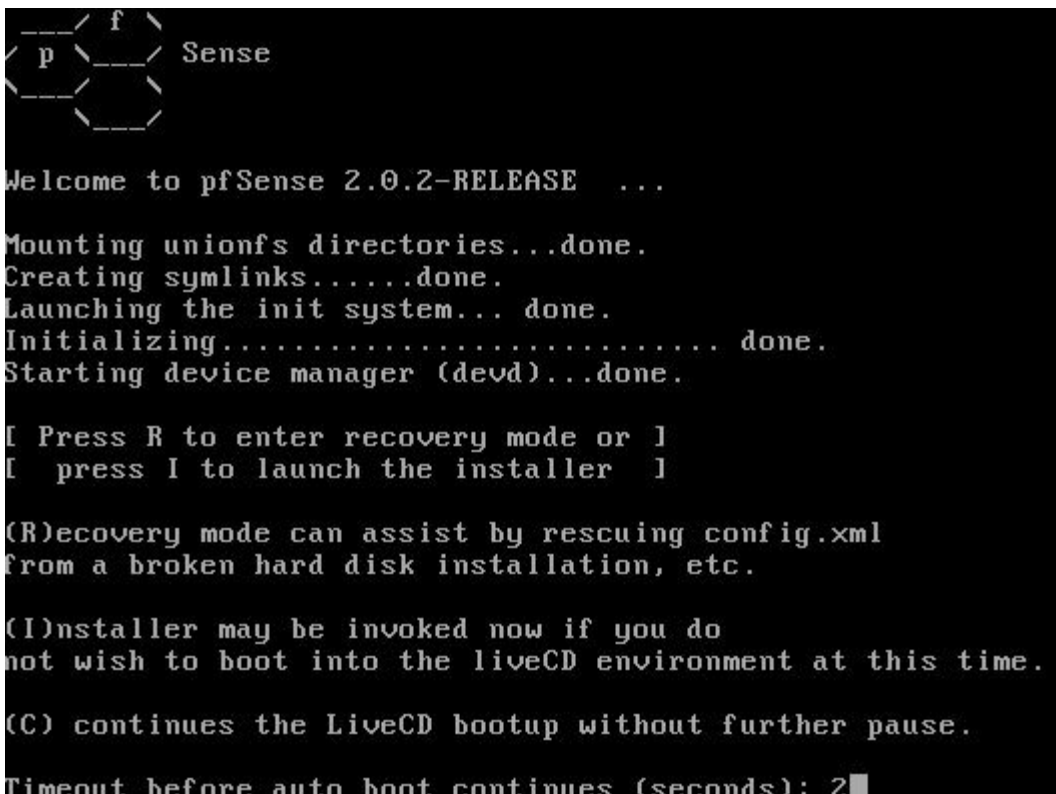 ___/ f \
/ p \___/ Sense
\___/   \
    \___/
Welcome to pfSense 2.0.2-RELEASE  ...
Mounting unionfs directories...done.
Creating symlinks......done.
Launching the init system... done.
Initializing............................ done.
Starting device manager (devd)...done.
[ Press R to enter recovery mode or ]
[  press I to launch the installer  ]
(R)ecovery mode can assist by rescuing config.xml
from a broken hard disk installation, etc.
(I)nstaller may be invoked now if you do
not wish to boot into the liveCD environment at this time.
(C) continues the LiveCD bootup without further pause.
Timeout before auto boot continues (seconds): 2